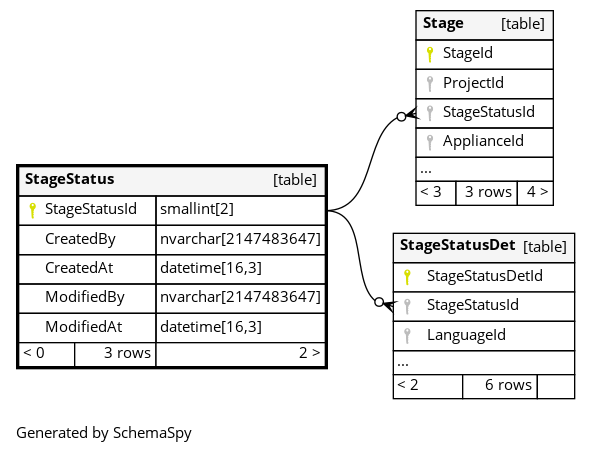 Stage [table]
StageId
ProjectId
StageStatusId
ApplianceId
...
< 3 3 rows 4 >
StageStatus [table]
StageStatusId smallint[2]
CreatedBy nvarchar[2147483647]
CreatedAt datetime[16,3]
ModifiedBy nvarchar[2147483647]
ModifiedAt datetime[16,3]
< 0 3 rows 2 >
StageStatusDet [table]
StageStatusDetId
StageStatusId
LanguageId
...
< 2 6 rows
Generated by SchemaSpy